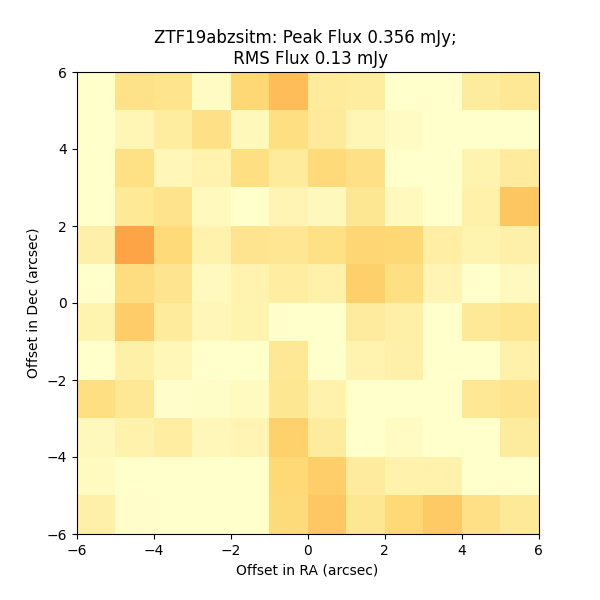 ZTF19abzsitm: Peak Flux 0.356 mJy;
RMS Flux 0.13 mJy
6
4
2
0
−2
−4
−6
Offset in Dec (arcsec)
−6 −4 −2 0 2 4 6
Offset in RA (arcsec)